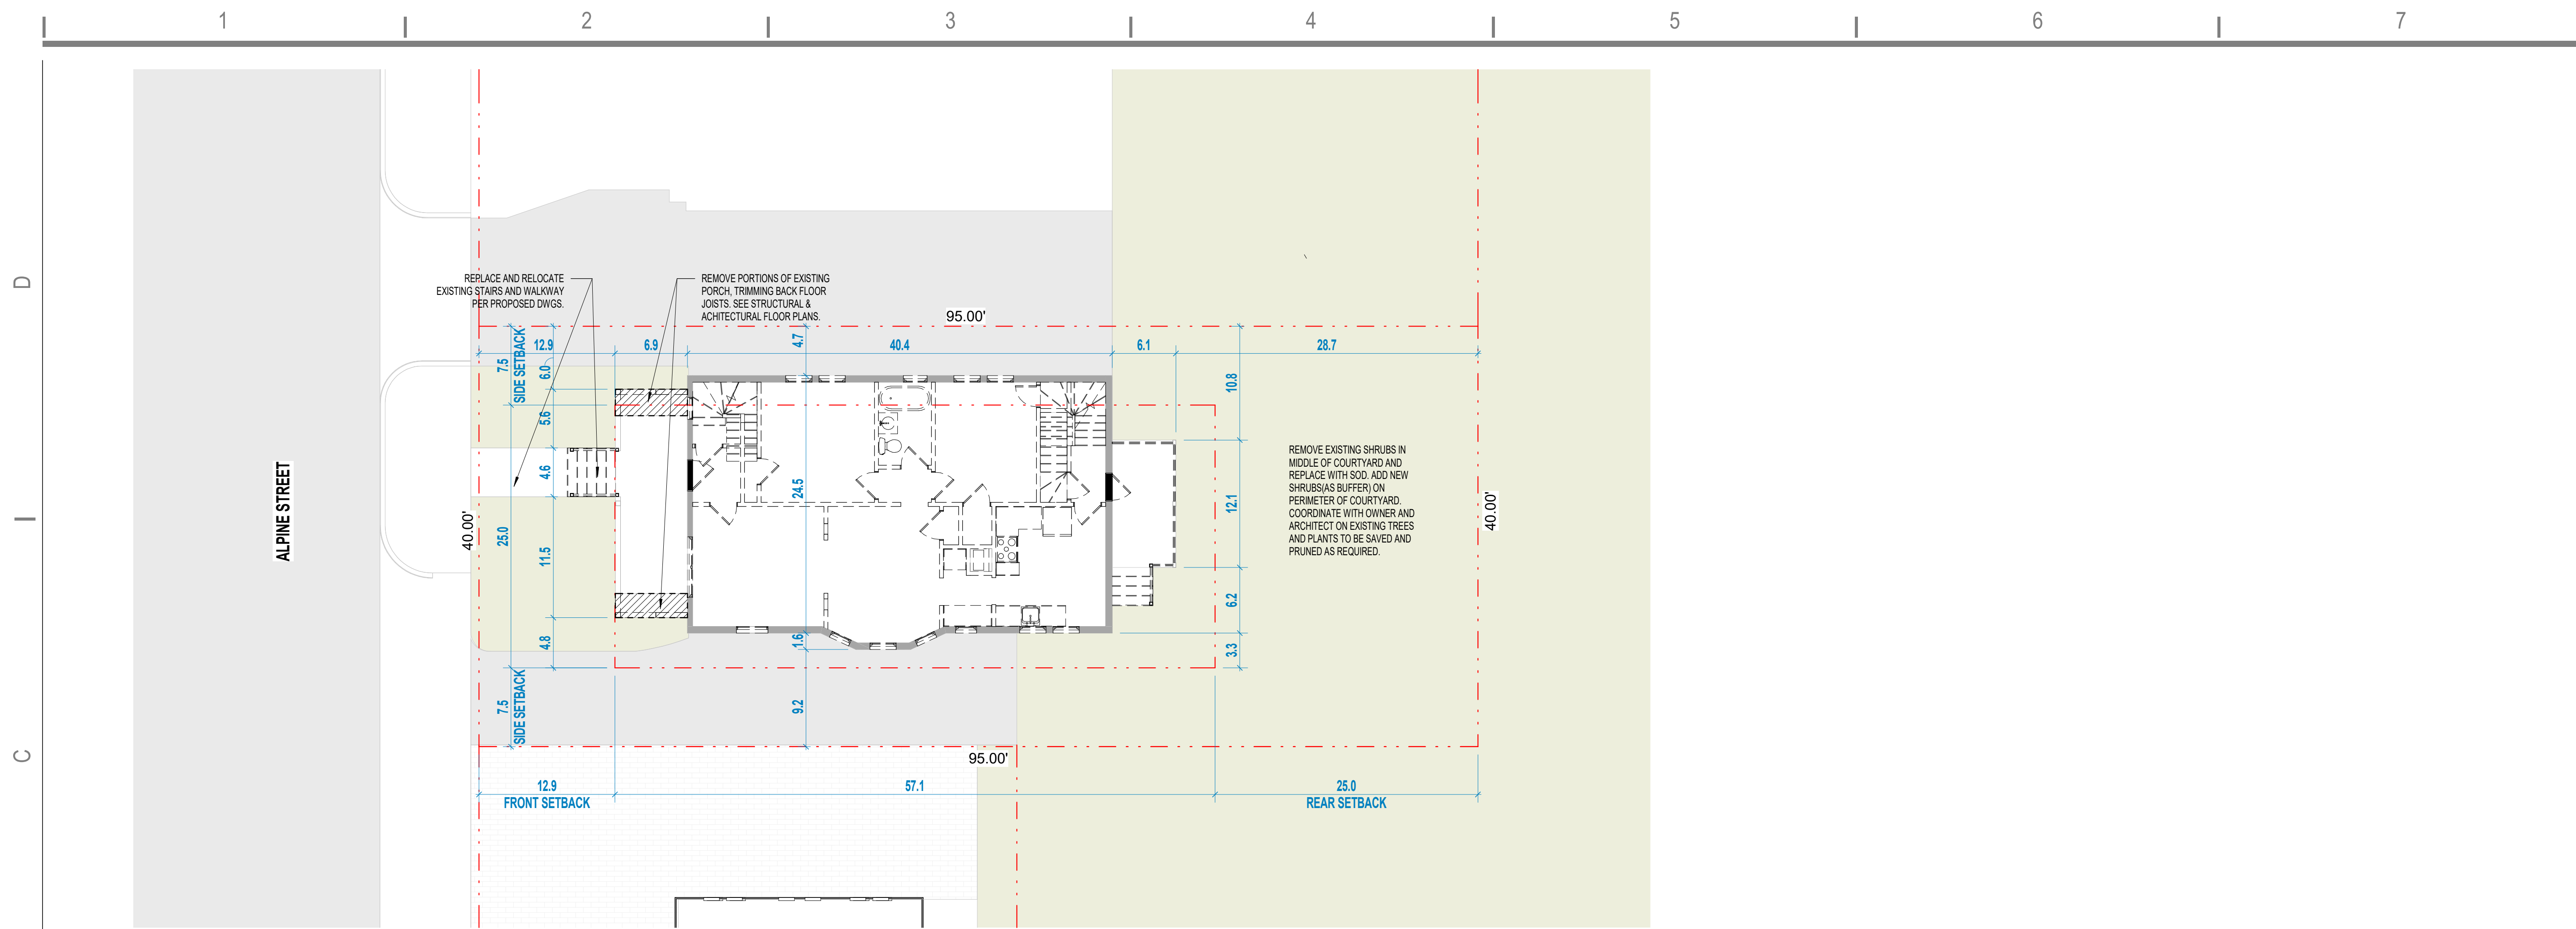 1 2 3 4 5 6 7
D
I
C
ALPINE STREET
REPLACE AND RELOCATE
EXISTING STAIRS AND WALKWAY
PER PROPOSED DWGS.
REMOVE PORTIONS OF EXISTING
PORCH, TRIMMING BACK FLOOR
JOISTS. SEE STRUCTURAL &
ACHITECTURAL FLOOR PLANS.
95.00'
12.9 6.9 40.4 6.1 28.7
7.5
SIDE SETBACK
6.0
5.6
4.6
25.0
11.5
4.8
7.5
SIDE SETBACK
40.00'
4.7
24.5
1.6
9.2
10.8
12.1
6.2
3.3
REMOVE EXISTING SHRUBS IN
MIDDLE OF COURTYARD AND
REPLACE WITH SOD. ADD NEW
SHRUBS(AS BUFFER) ON
PERIMETER OF COURTYARD.
COORDINATE WITH OWNER AND
ARCHITECT ON EXISTING TREES
AND PLANTS TO BE SAVED AND
PRUNED AS REQUIRED.
40.00'
95.00'
12.9 57.1 25.0
FRONT SETBACK REAR SETBACK